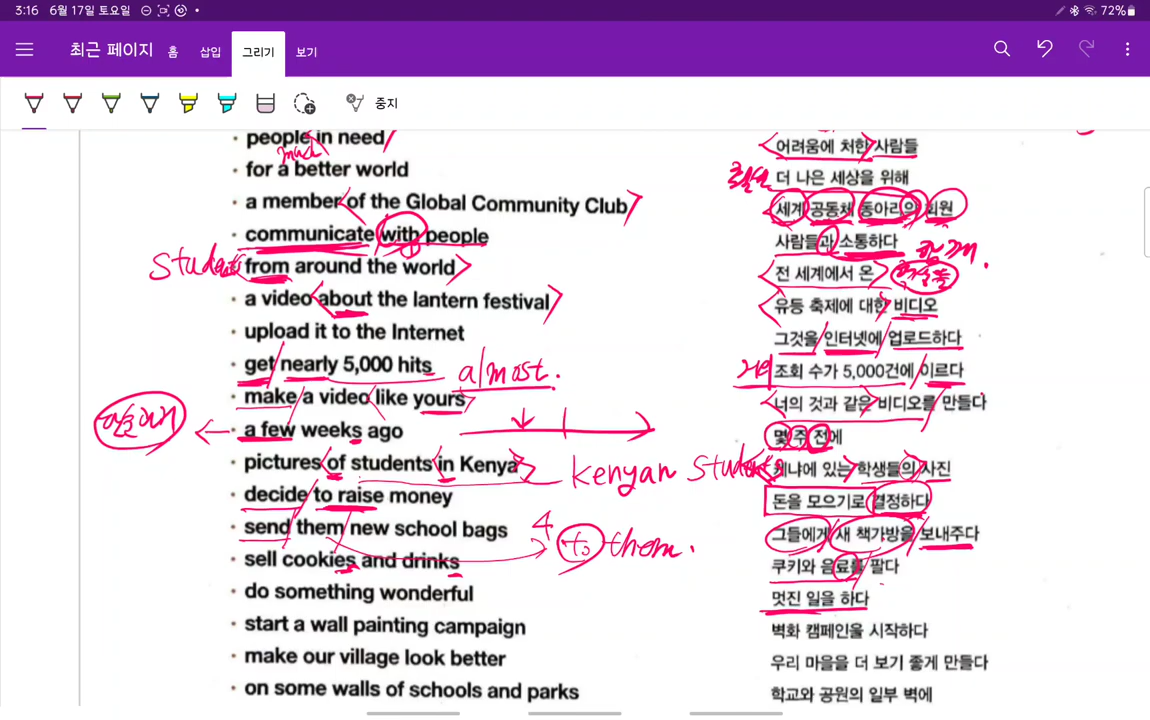 3:16 6월 17일 토요일 72%
최근 페이지 홈 삽입 그리기 보기
중지
people in need 어려움에 처한 사람들
much
for a better world 더 나은 세상을 위해
a member of the Global Community Club 세계 공동체 동아리의 회원
communicate with people 사람들과 소통하다
함께.
students from around the world 전 세계에서 온 학생들
a video about the lantern festival 유등 축제에 대한 비디오
upload it to the Internet 그것을 인터넷에 업로드하다
get nearly 5,000 hits almost. 거의 조회 수가 5,000건에 이르다
make a video like yours 너의 것과 같은 비디오를 만들다
a few weeks ago 몇 주 전에
pictures of students in Kenya Kenyan Students 케냐에 있는 학생들의 사진
decide to raise money 돈을 모으기로 결정하다
send them new school bags 4 to them. 그들에게 새 책가방을 보내주다
sell cookies and drinks 쿠키와 음료를 팔다
do something wonderful 멋진 일을 하다
start a wall painting campaign 벽화 캠페인을 시작하다
make our village look better 우리 마을을 더 보기 좋게 만들다
on some walls of schools and parks 학교와 공원의 일부 벽에